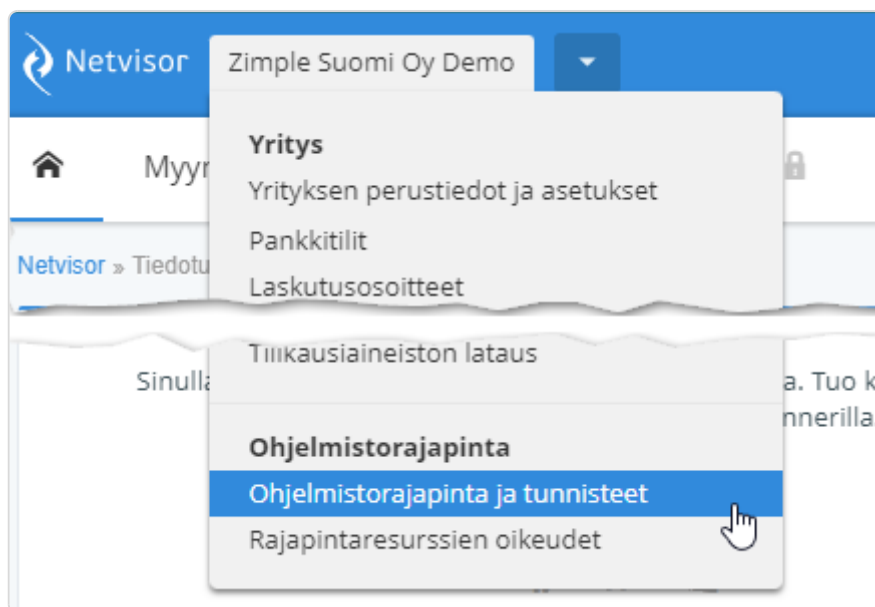 Netvisor Zimple Suomi Oy Demo
Yritys
Myyn
Yrityksen perustiedot ja asetukset
Pankkitilit
Netvisor » Tiedotu
Laskutusosoitteet
Tilikausiaineiston lataus
Sinulla a. Tuo k
nnerilla
Ohjelmistorajapinta
Ohjelmistorajapinta ja tunnisteet
Rajapintaresurssien oikeudet